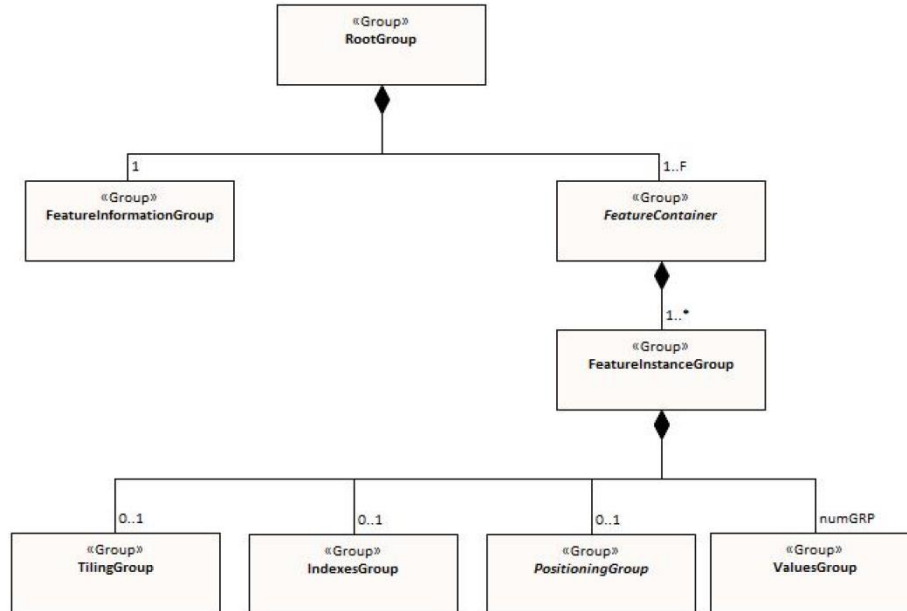 «Group»
RootGroup
1
1..F
«Group»
FeatureInformationGroup
«Group»
FeatureContainer
1..*
«Group»
FeatureInstanceGroup
0..1
0..1
0..1
numGRP
«Group»
TilingGroup
«Group»
IndexesGroup
«Group»
PositioningGroup
«Group»
ValuesGroup